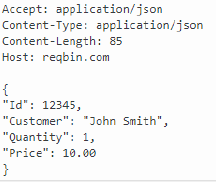 Accept: application/json
Content-Type: application/json
Content-Length: 85
Host: reqbin.com

{
"Id": 12345,
"Customer": "John Smith",
"Quantity": 1,
"Price": 10.00
}